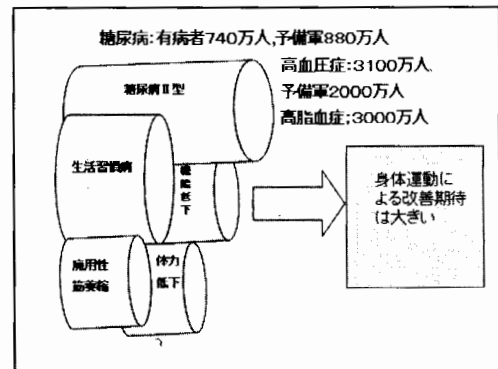 糖尿病:有病者740万人,予備軍880万人
高血圧症:3100万人,
予備軍2000万人
高脂血症;3000万人
糖尿病Ⅱ型
生活習慣病
機能低下
廃用性
筋萎縮
体力
低下
身体運動に
よる改善期待
は大きい